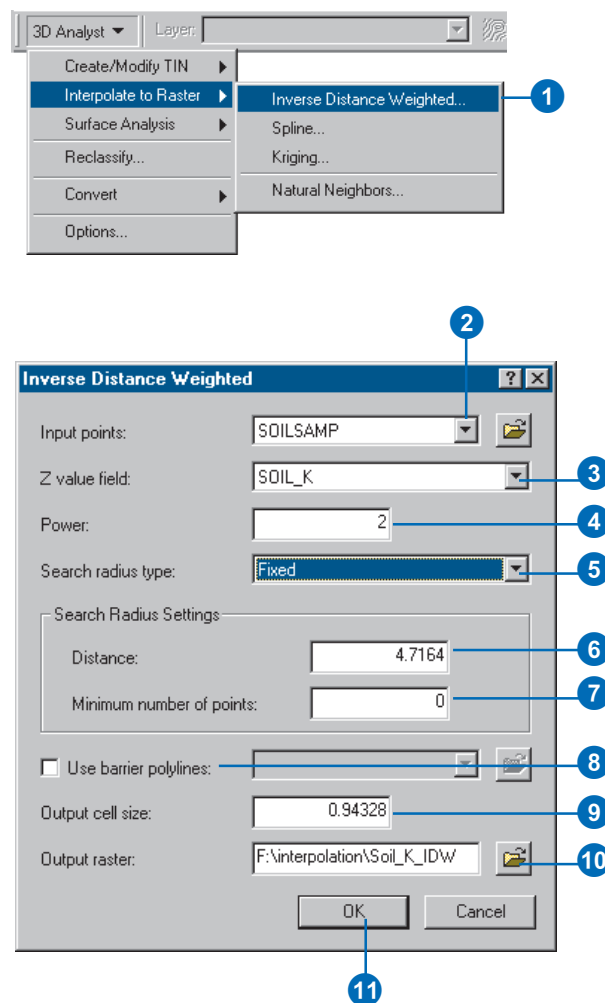 3D Analyst Layer:
Create/Modify TIN
Interpolate to Raster Inverse Distance Weighted... 1
Surface Analysis Spline...
Reclassify... Kriging...
Convert Natural Neighbors...
Options...
2
Inverse Distance Weighted ?
Input points: SOILSAMP
Z value field: SOIL_K 3
Power: 2 4
Search radius type: Fixed 5
Search Radius Settings
Distance: 4.7164 6
Minimum number of points: 0 7
Use barrier polylines: 8
Output cell size: 0.94328 9
Output raster: F:\interpolation\Soil_K_IDW 10
OK Cancel
11